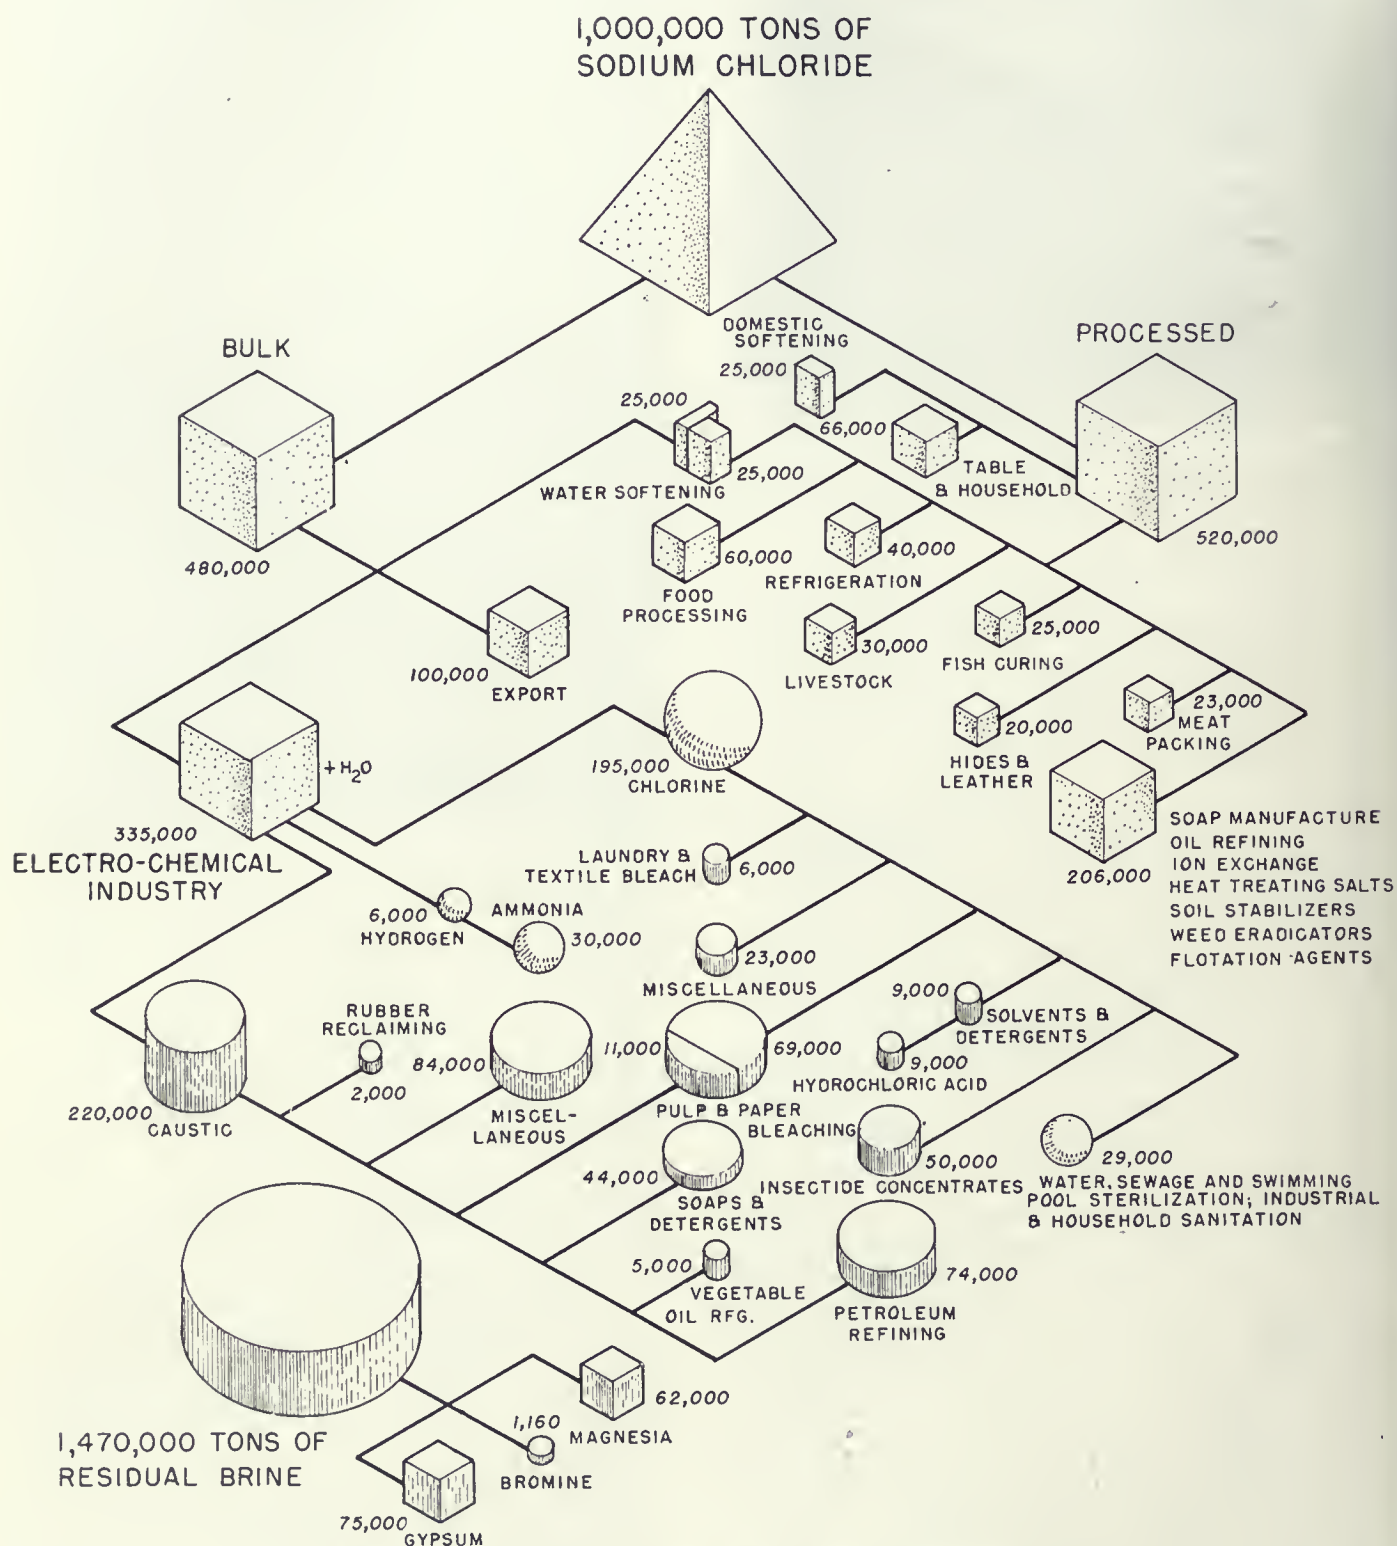 1,000,000 TONS OF
SODIUM CHLORIDE
BULK
480,000
PROCESSED
520,000
DOMESTIC
SOFTENING
25,000
25,000
25,000
WATER SOFTENING
66,000
TABLE
& HOUSEHOLD
60,000
FOOD
PROCESSING
40,000
REFRIGERATION
100,000
EXPORT
30,000
LIVESTOCK
25,000
FISH CURING
20,000
HIDES &
LEATHER
23,000
MEAT
PACKING
206,000
SOAP MANUFACTURE
OIL REFINING
ION EXCHANGE
HEAT TREATING SALTS
SOIL STABILIZERS
WEED ERADICATORS
FLOTATION AGENTS
+H2O
335,000
ELECTRO-CHEMICAL
INDUSTRY
195,000
CHLORINE
LAUNDRY &
TEXTILE BLEACH
6,000
6,000
HYDROGEN
AMMONIA
30,000
23,000
MISCELLANEOUS
9,000
SOLVENTS &
DETERGENTS
9,000
HYDROCHLORIC ACID
220,000
CAUSTIC
RUBBER
RECLAIMING
2,000
84,000
MISCEL-
LANEOUS
11,000
69,000
PULP & PAPER
BLEACHING
44,000
SOAPS &
DETERGENTS
50,000
INSECTIDE CONCENTRATES
29,000
WATER, SEWAGE AND SWIMMING
POOL STERILIZATION; INDUSTRIAL
& HOUSEHOLD SANITATION
5,000
VEGETABLE
OIL RFG.
74,000
PETROLEUM
REFINING
1,470,000 TONS OF
RESIDUAL BRINE
62,000
MAGNESIA
1,160
BROMINE
75,000
GYPSUM